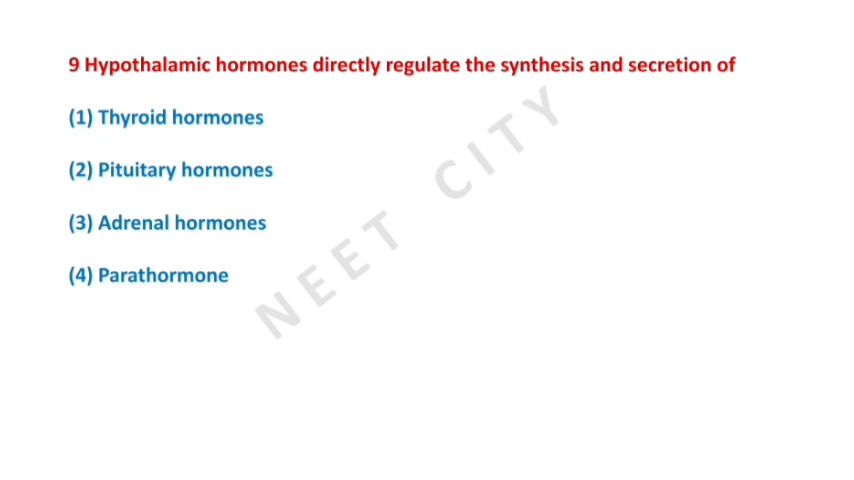 9 Hypothalamic hormones directly regulate the synthesis and secretion of
(1) Thyroid hormones
(2) Pituitary hormones
(3) Adrenal hormones
(4) Parathormone
NEET CITY